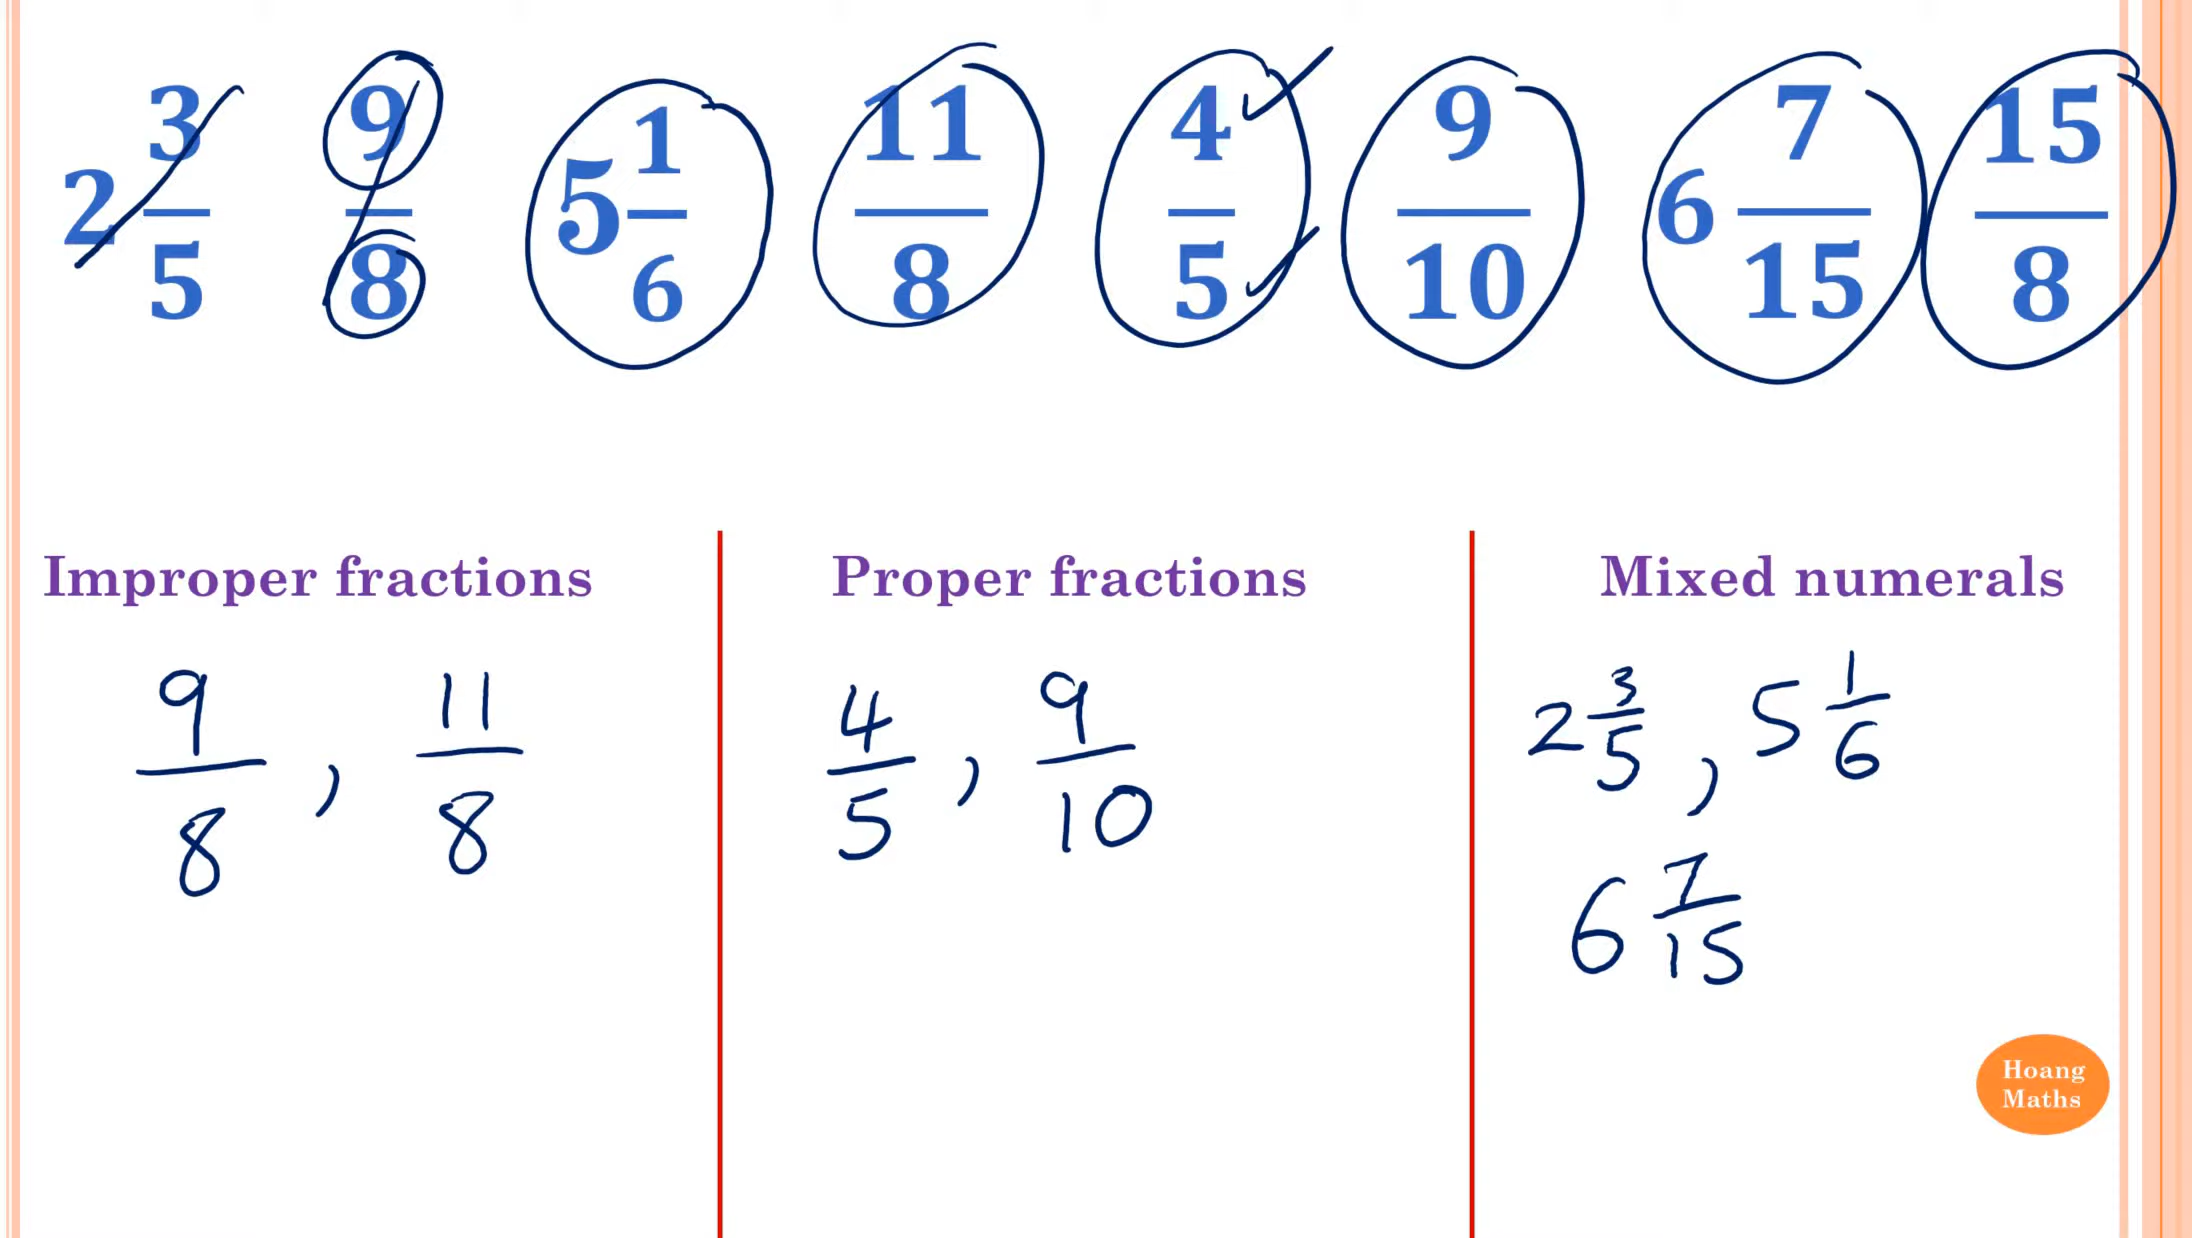 2 3/5 9/8 5 1/6 11/8 4/5 9/10 6 7/15 15/8
Improper fractions
9/8 , 11/8
Proper fractions
4/5 , 9/10
Mixed numerals
2 3/5 , 5 1/6
6 7/15
Hoang
Maths